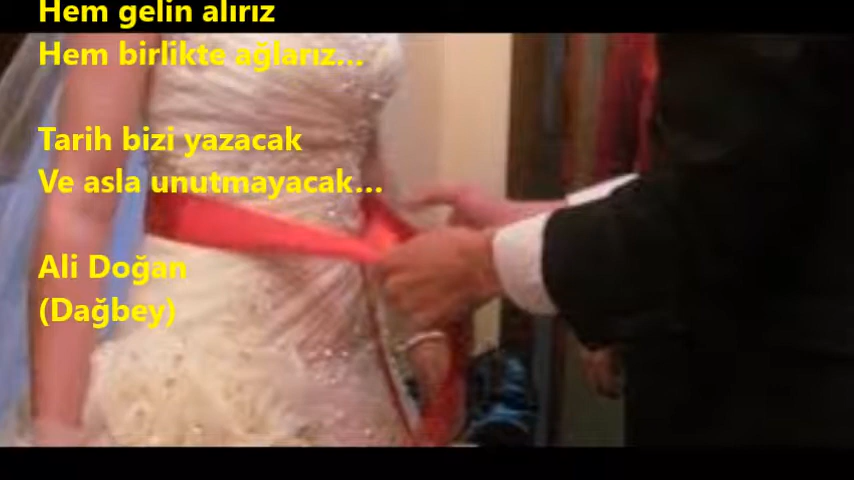 Hem gelin alırız
Hem birlikte ağlarız...
Tarih bizi yazacak
Ve asla unutmayacak...
Ali Doğan
(Dağbey)